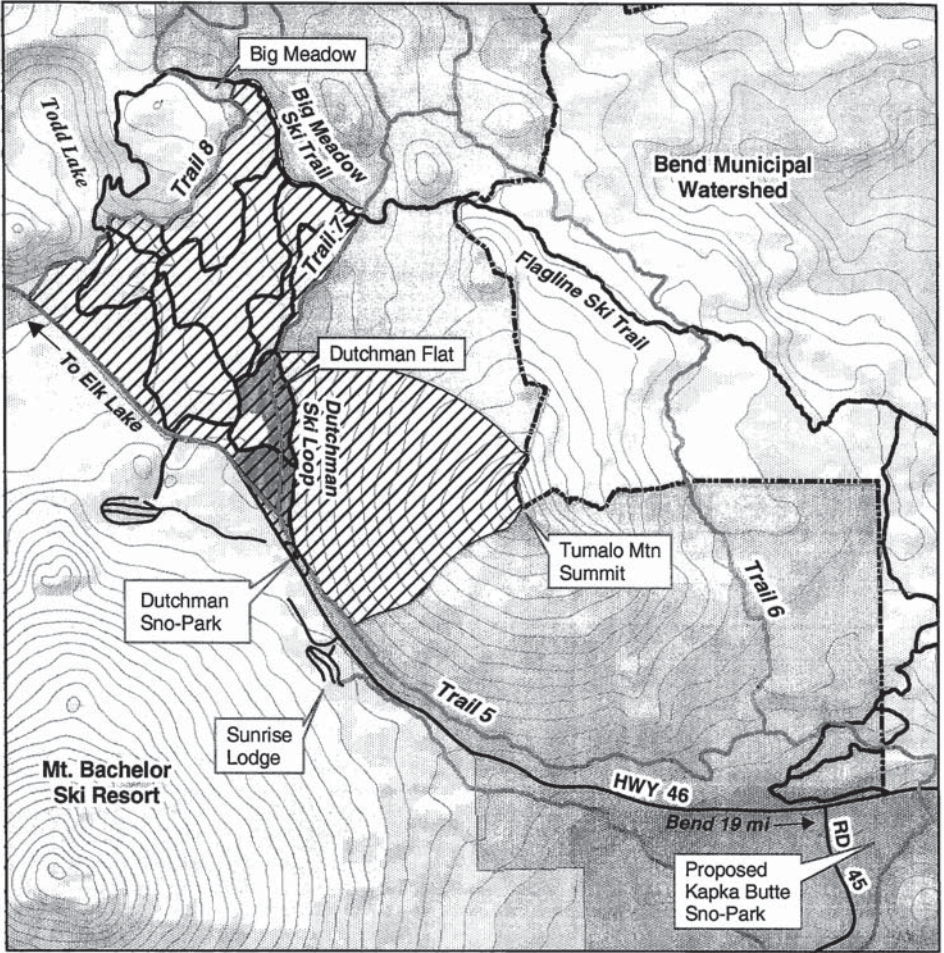 Big Meadow
Todd Lake
Trail 8
Big Meadow
Ski Trail
Bend Municipal
Watershed
Trail 7
Flagline Ski Trail
To Elk Lake
Dutchman Flat
Dutchman
Ski Loop
Tumalo Mtn
Summit
Trail 6
Dutchman
Sno-Park
Sunrise
Lodge
Trail 5
Mt. Bachelor
Ski Resort
HWY 46
Bend 19 mi
RD 45
Proposed
Kapka Butte
Sno-Park